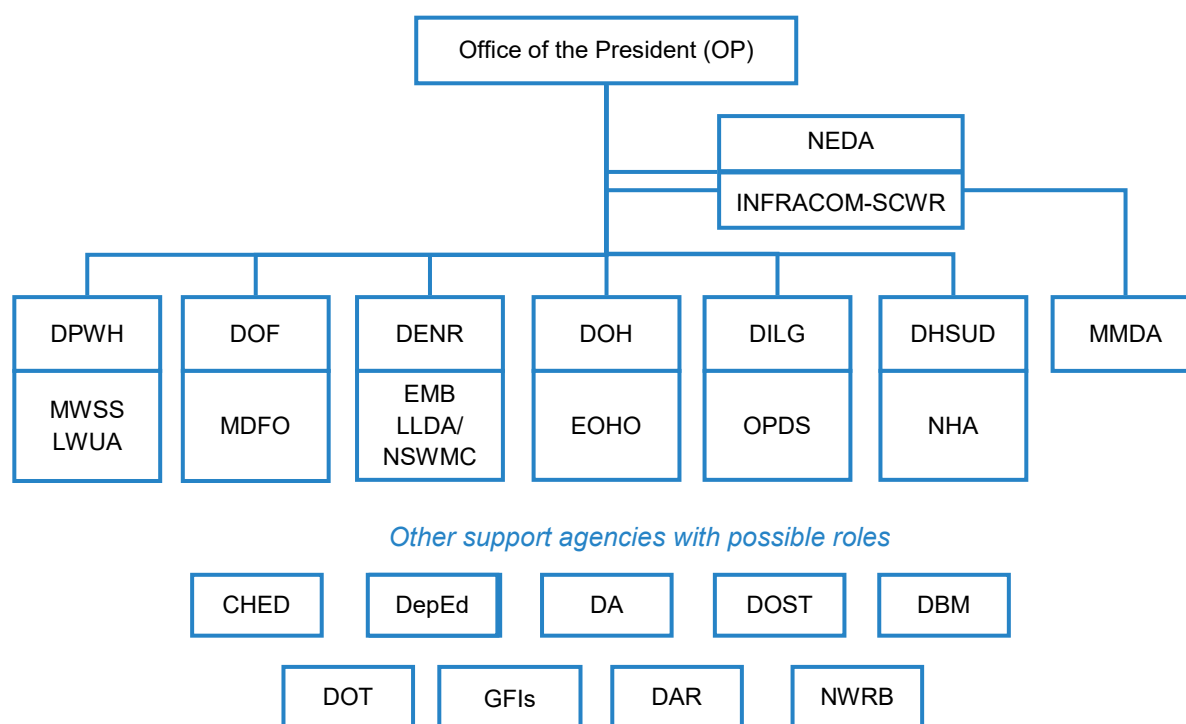 Office of the President (OP)
NEDA
INFRACOM-SCWR
DPWH
DOF
DENR
DOH
DILG
DHSUD
MMDA
MWSS
LWUA
MDFO
EMB
LLDA/
NSWMC
EOHO
OPDS
NHA
Other support agencies with possible roles
CHED
DepEd
DA
DOST
DBM
DOT
GFIs
DAR
NWRB